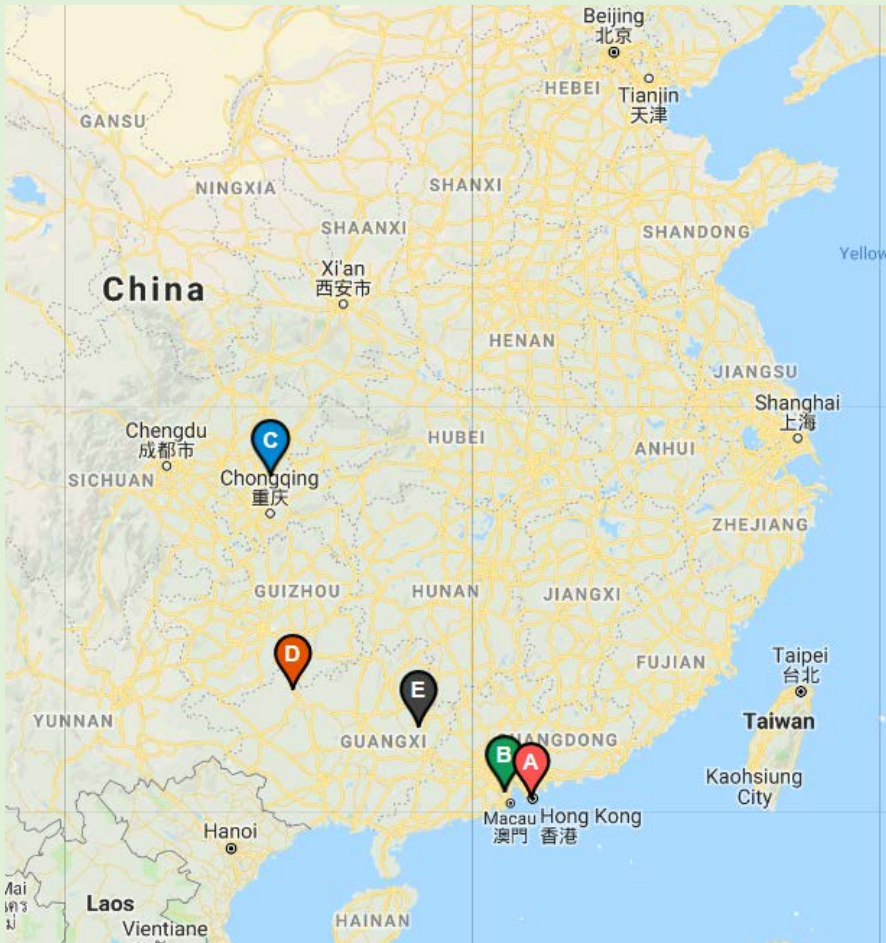 Beijing
北京
HEBEI
Tianjin
天津
GANSU
NINGXIA
SHANXI
SHAANXI
SHANDONG
Yellow
Xi'an
西安市
China
HENAN
JIANGSU
Shanghai
上海
Chengdu
成都市
C
HUBEI
ANHUI
SICHUAN
Chongqing
重庆
ZHEJIANG
GUIZHOU
HUNAN
JIANGXI
D
FUJIAN
Taipei
台北
E
YUNNAN
GUANGXI
Taiwan
B
A
HANGDONG
Kaohsiung
City
Macau
澳門
Hong Kong
香港
Hanoi
Mai
Laos
Vientiane
HAINAN